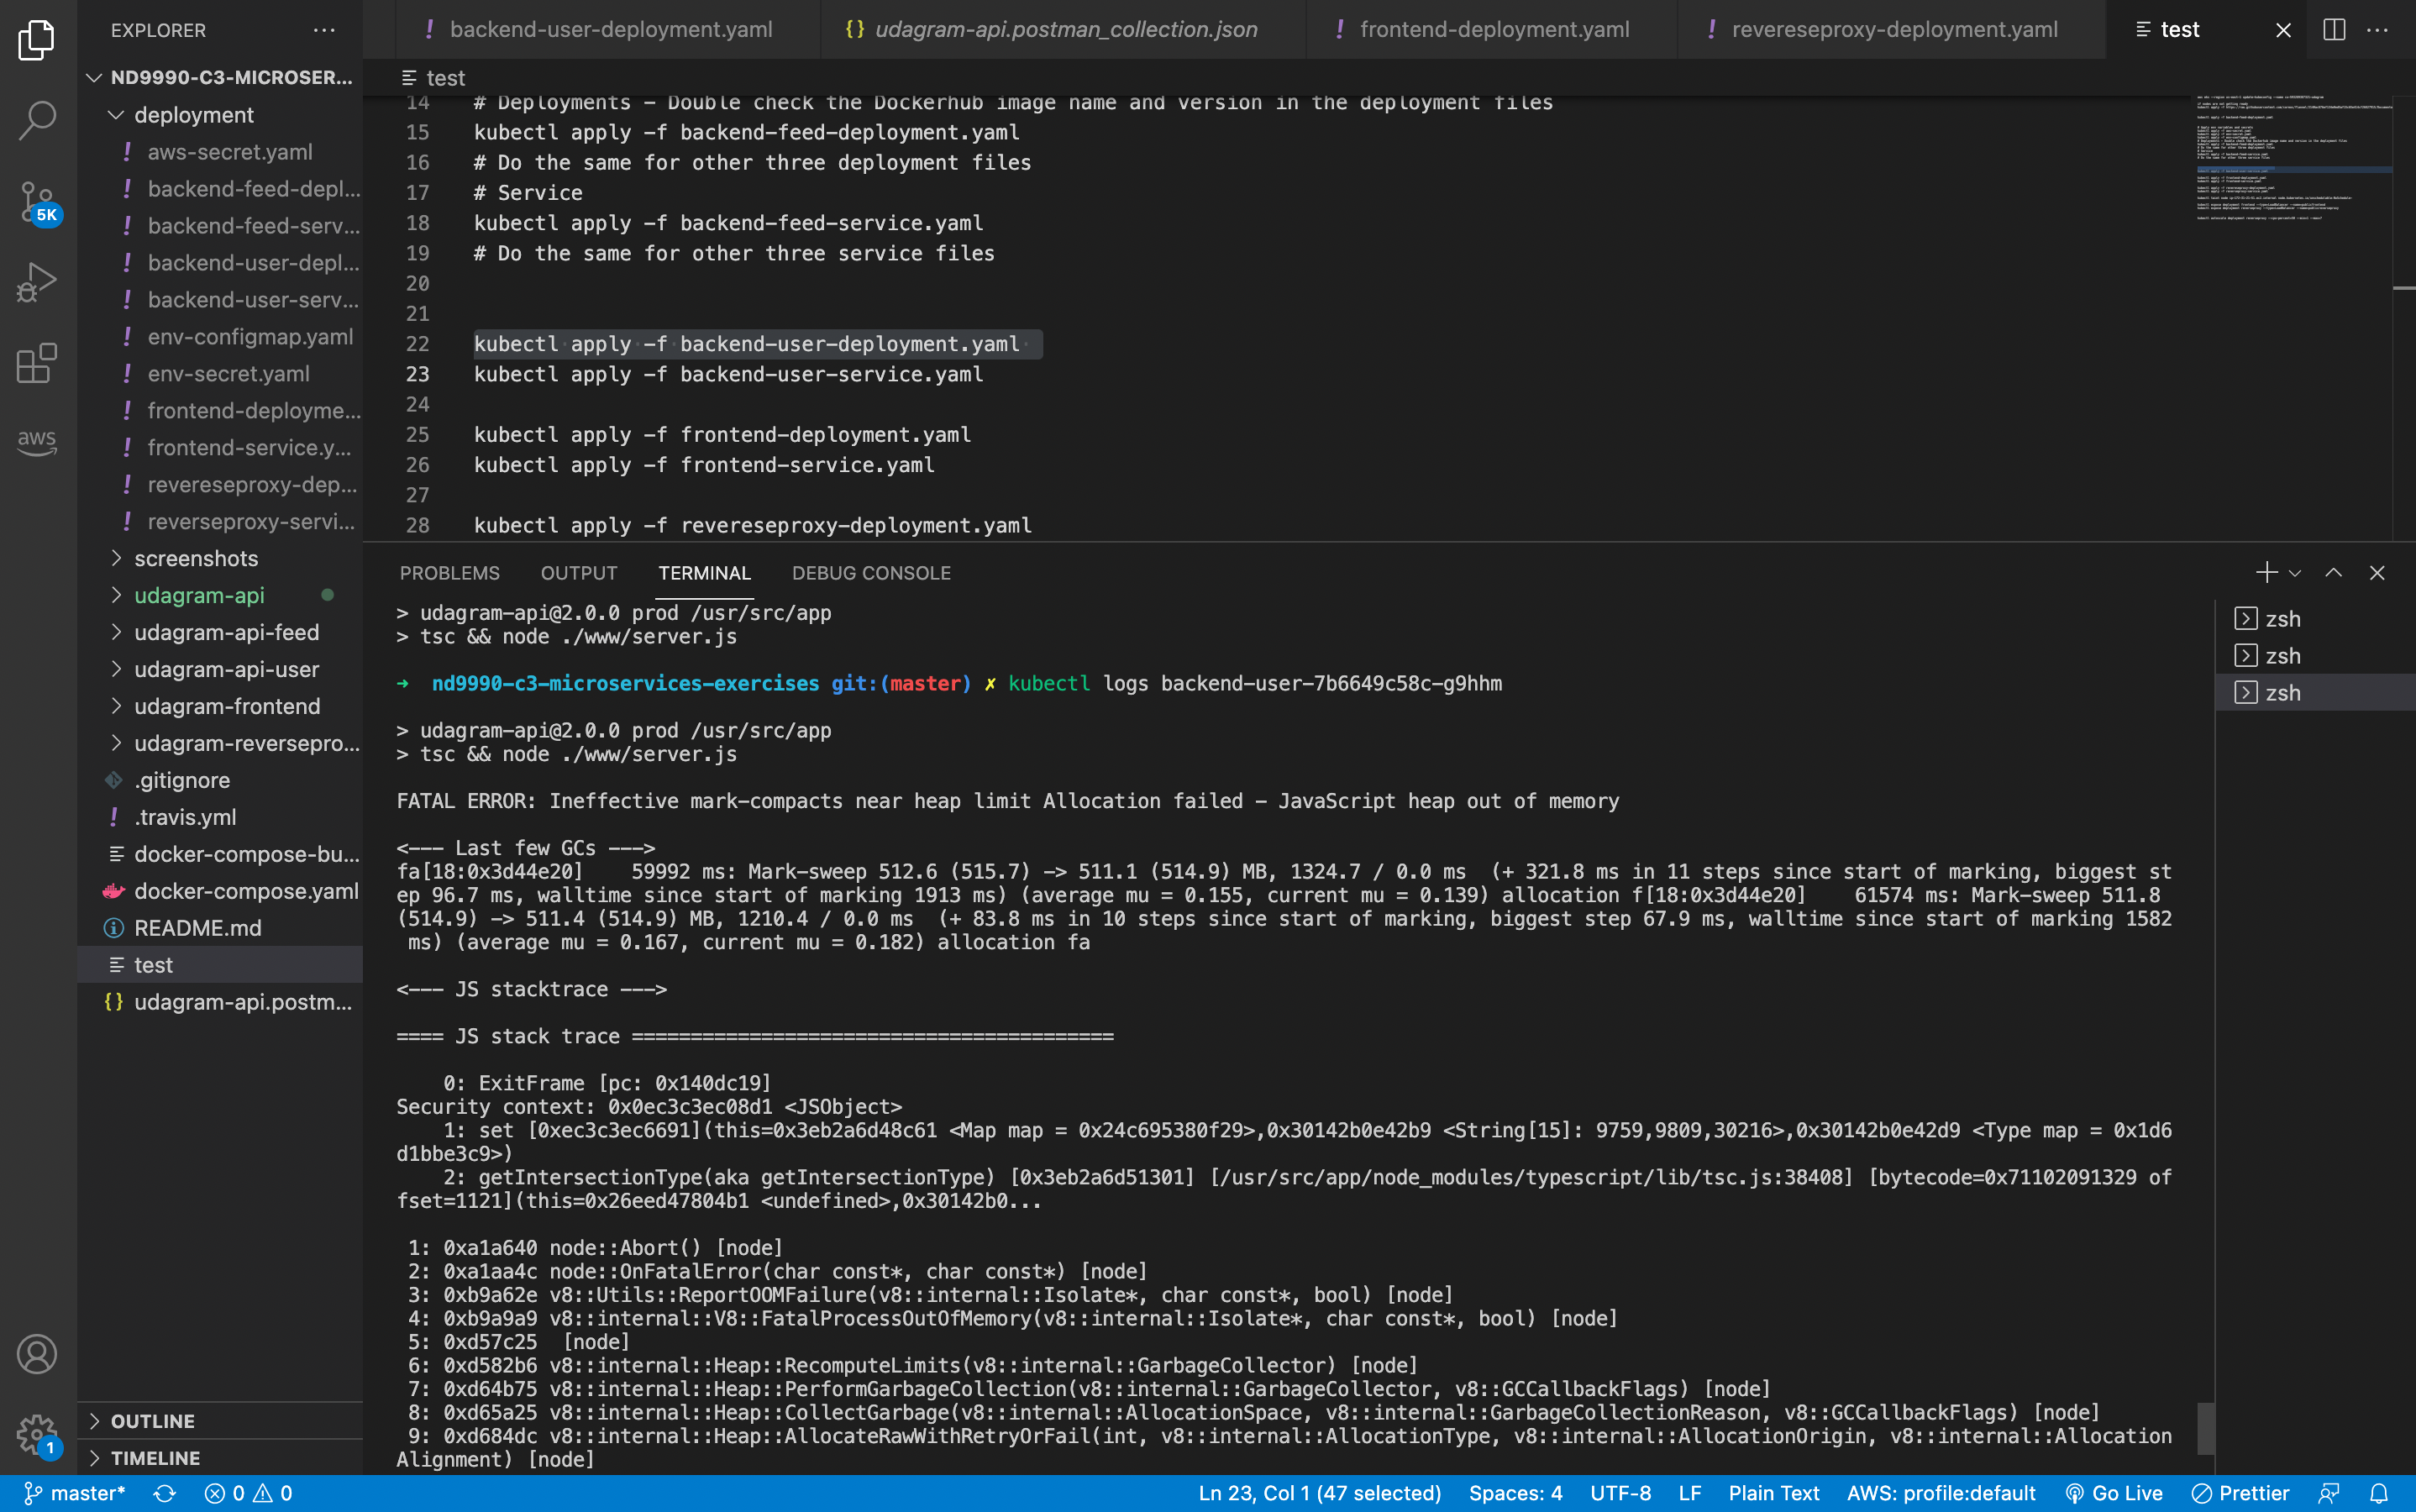 EXPLORER
ND9990-C3-MICROSER...
deployment
aws-secret.yaml
backend-feed-depl...
backend-feed-serv...
backend-user-depl...
backend-user-serv...
env-configmap.yaml
env-secret.yaml
frontend-deployme...
frontend-service.y...
revereseproxy-dep...
reverseproxy-servi...
screenshots
udagram-api
udagram-api-feed
udagram-api-user
udagram-frontend
udagram-reversepro...
.gitignore
.travis.yml
docker-compose-bu...
docker-compose.yaml
README.md
test
udagram-api.postm...
OUTLINE
TIMELINE
5K
aws
1
backend-user-deployment.yaml
udagram-api.postman_collection.json
frontend-deployment.yaml
revereseproxy-deployment.yaml
test
test
14 # Deployments - Double check the Dockerhub image name and version in the deployment files
15 kubectl apply -f backend-feed-deployment.yaml
16 # Do the same for other three deployment files
17 # Service
18 kubectl apply -f backend-feed-service.yaml
19 # Do the same for other three service files
20
21
22 kubectl apply -f backend-user-deployment.yaml
23 kubectl apply -f backend-user-service.yaml
24
25 kubectl apply -f frontend-deployment.yaml
26 kubectl apply -f frontend-service.yaml
27
28 kubectl apply -f revereseproxy-deployment.yaml
PROBLEMS OUTPUT TERMINAL DEBUG CONSOLE
zsh
zsh
zsh
> udagram-api@2.0.0 prod /usr/src/app
> tsc && node ./www/server.js
➜ nd9990-c3-microservices-exercises git:(master) ✗ kubectl logs backend-user-7b6649c58c-g9hhm
> udagram-api@2.0.0 prod /usr/src/app
> tsc && node ./www/server.js
FATAL ERROR: Ineffective mark-compacts near heap limit Allocation failed - JavaScript heap out of memory
<--- Last few GCs --->
fa[18:0x3d44e20]    59992 ms: Mark-sweep 512.6 (515.7) -> 511.1 (514.9) MB, 1324.7 / 0.0 ms  (+ 321.8 ms in 11 steps since start of marking, biggest st
ep 96.7 ms, walltime since start of marking 1913 ms) (average mu = 0.155, current mu = 0.139) allocation f[18:0x3d44e20]    61574 ms: Mark-sweep 511.8
(514.9) -> 511.4 (514.9) MB, 1210.4 / 0.0 ms  (+ 83.8 ms in 10 steps since start of marking, biggest step 67.9 ms, walltime since start of marking 1582
ms) (average mu = 0.167, current mu = 0.182) allocation fa
<--- JS stacktrace --->
==== JS stack trace =========================================
0: ExitFrame [pc: 0x140dc19]
Security context: 0x0ec3c3ec08d1 <JSObject>
1: set [0xec3c3ec6691](this=0x3eb2a6d48c61 <Map map = 0x24c695380f29>,0x30142b0e42b9 <String[15]: 9759,9809,30216>,0x30142b0e42d9 <Type map = 0x1d6
d1bbe3c9>)
2: getIntersectionType(aka getIntersectionType) [0x3eb2a6d51301] [/usr/src/app/node_modules/typescript/lib/tsc.js:38408] [bytecode=0x71102091329 of
fset=1121](this=0x26eed47804b1 <undefined>,0x30142b0...
1: 0xa1a640 node::Abort() [node]
2: 0xa1aa4c node::OnFatalError(char const*, char const*) [node]
3: 0xb9a62e v8::Utils::ReportOOMFailure(v8::internal::Isolate*, char const*, bool) [node]
4: 0xb9a9a9 v8::internal::V8::FatalProcessOutOfMemory(v8::internal::Isolate*, char const*, bool) [node]
5: 0xd57c25  [node]
6: 0xd582b6 v8::internal::Heap::RecomputeLimits(v8::internal::GarbageCollector) [node]
7: 0xd64b75 v8::internal::Heap::PerformGarbageCollection(v8::internal::GarbageCollector, v8::GCCallbackFlags) [node]
8: 0xd65a25 v8::internal::Heap::CollectGarbage(v8::internal::AllocationSpace, v8::internal::GarbageCollectionReason, v8::GCCallbackFlags) [node]
9: 0xd684dc v8::internal::Heap::AllocateRawWithRetryOrFail(int, v8::internal::AllocationType, v8::internal::AllocationOrigin, v8::internal::Allocation
Alignment) [node]
master* 0 0 Ln 23, Col 1 (47 selected) Spaces: 4 UTF-8 LF Plain Text AWS: profile:default Go Live Prettier